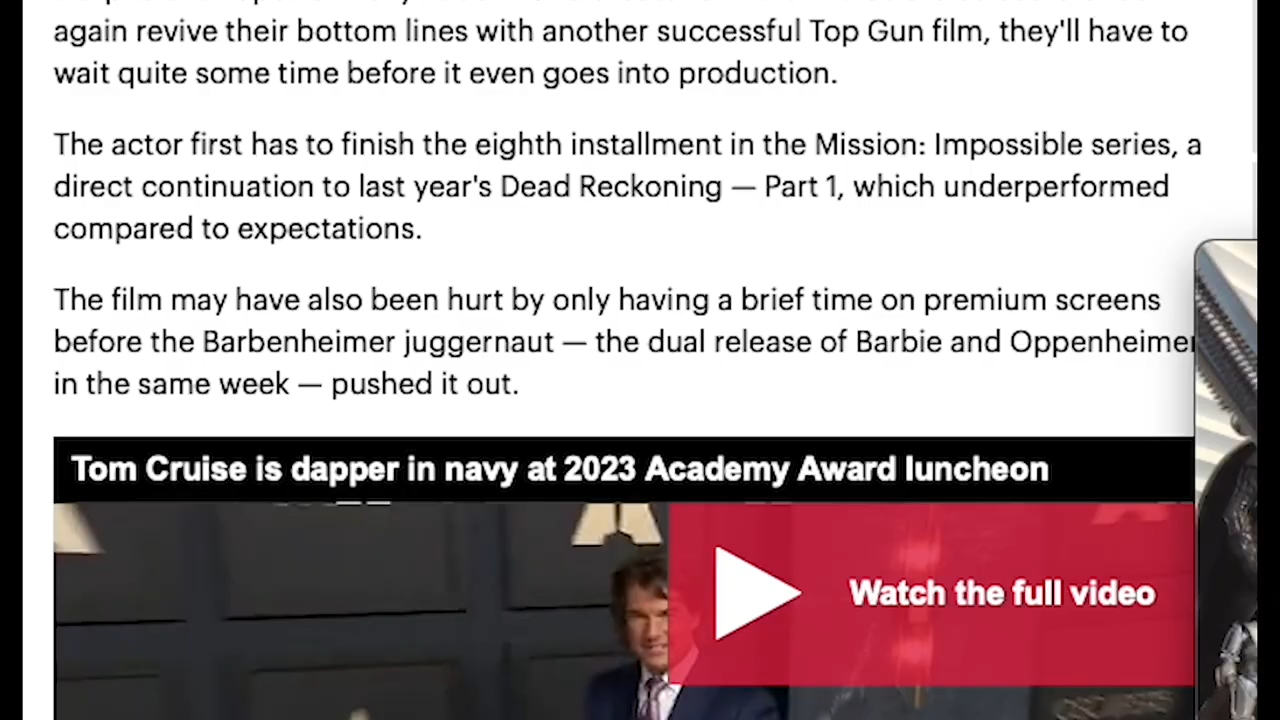 again revive their bottom lines with another successful Top Gun film, they'll have to
wait quite some time before it even goes into production.
The actor first has to finish the eighth installment in the Mission: Impossible series, a
direct continuation to last year's Dead Reckoning — Part 1, which underperformed
compared to expectations.
The film may have also been hurt by only having a brief time on premium screens
before the Barbenheimer juggernaut — the dual release of Barbie and Oppenheimer
in the same week — pushed it out.
Tom Cruise is dapper in navy at 2023 Academy Award luncheon
Watch the full video